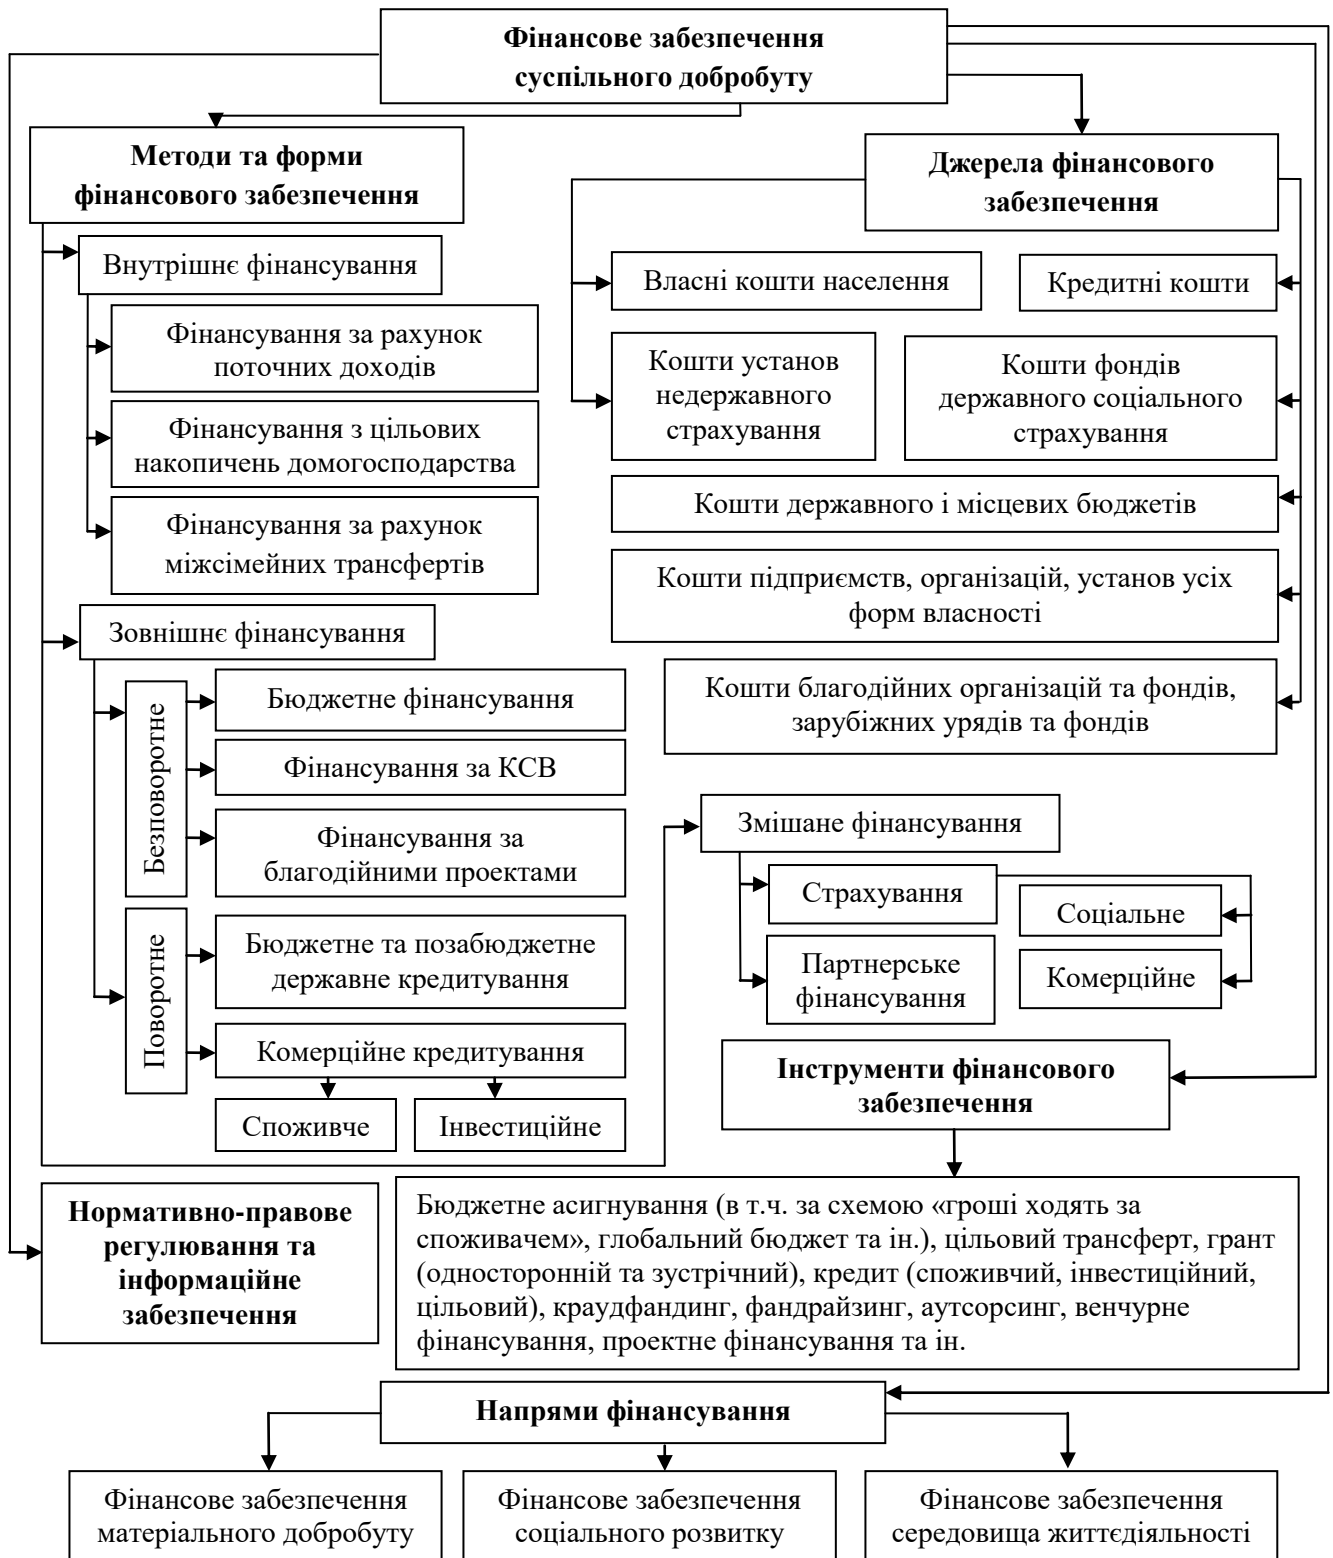 Фінансове забезпечення
суспільного добробуту
Методи та форми
фінансового забезпечення
Джерела фінансового
забезпечення
Внутрішнє фінансування
Фінансування за рахунок
поточних доходів
Фінансування з цільових
накопичень домогосподарства
Фінансування за рахунок
міжсімейних трансфертів
Власні кошти населення
Кредитні кошти
Кошти установ
недержавного
страхування
Кошти фондів
державного соціального
страхування
Кошти державного і місцевих бюджетів
Кошти підприємств, організацій, установ усіх
форм власності
Кошти благодійних організацій та фондів,
зарубіжних урядів та фондів
Зовнішнє фінансування
Безповоротне
Бюджетне фінансування
Фінансування за КСВ
Фінансування за
благодійними проектами
Поворотне
Бюджетне та позабюджетне
державне кредитування
Комерційне кредитування
Споживче
Інвестиційне
Змішане фінансування
Страхування
Соціальне
Комерційне
Партнерське
фінансування
Інструменти фінансового
забезпечення
Бюджетне асигнування (в т.ч. за схемою «гроші ходять за
споживачем», глобальний бюджет та ін.), цільовий трансферт, грант
(односторонній та зустрічний), кредит (споживчий, інвестиційний,
цільовий), краудфандинг, фандрайзинг, аутсорсинг, венчурне
фінансування, проектне фінансування та ін.
Нормативно-правове
регулювання та
інформаційне
забезпечення
Напрями фінансування
Фінансове забезпечення
матеріального добробуту
Фінансове забезпечення
соціального розвитку
Фінансове забезпечення
середовища життєдіяльності